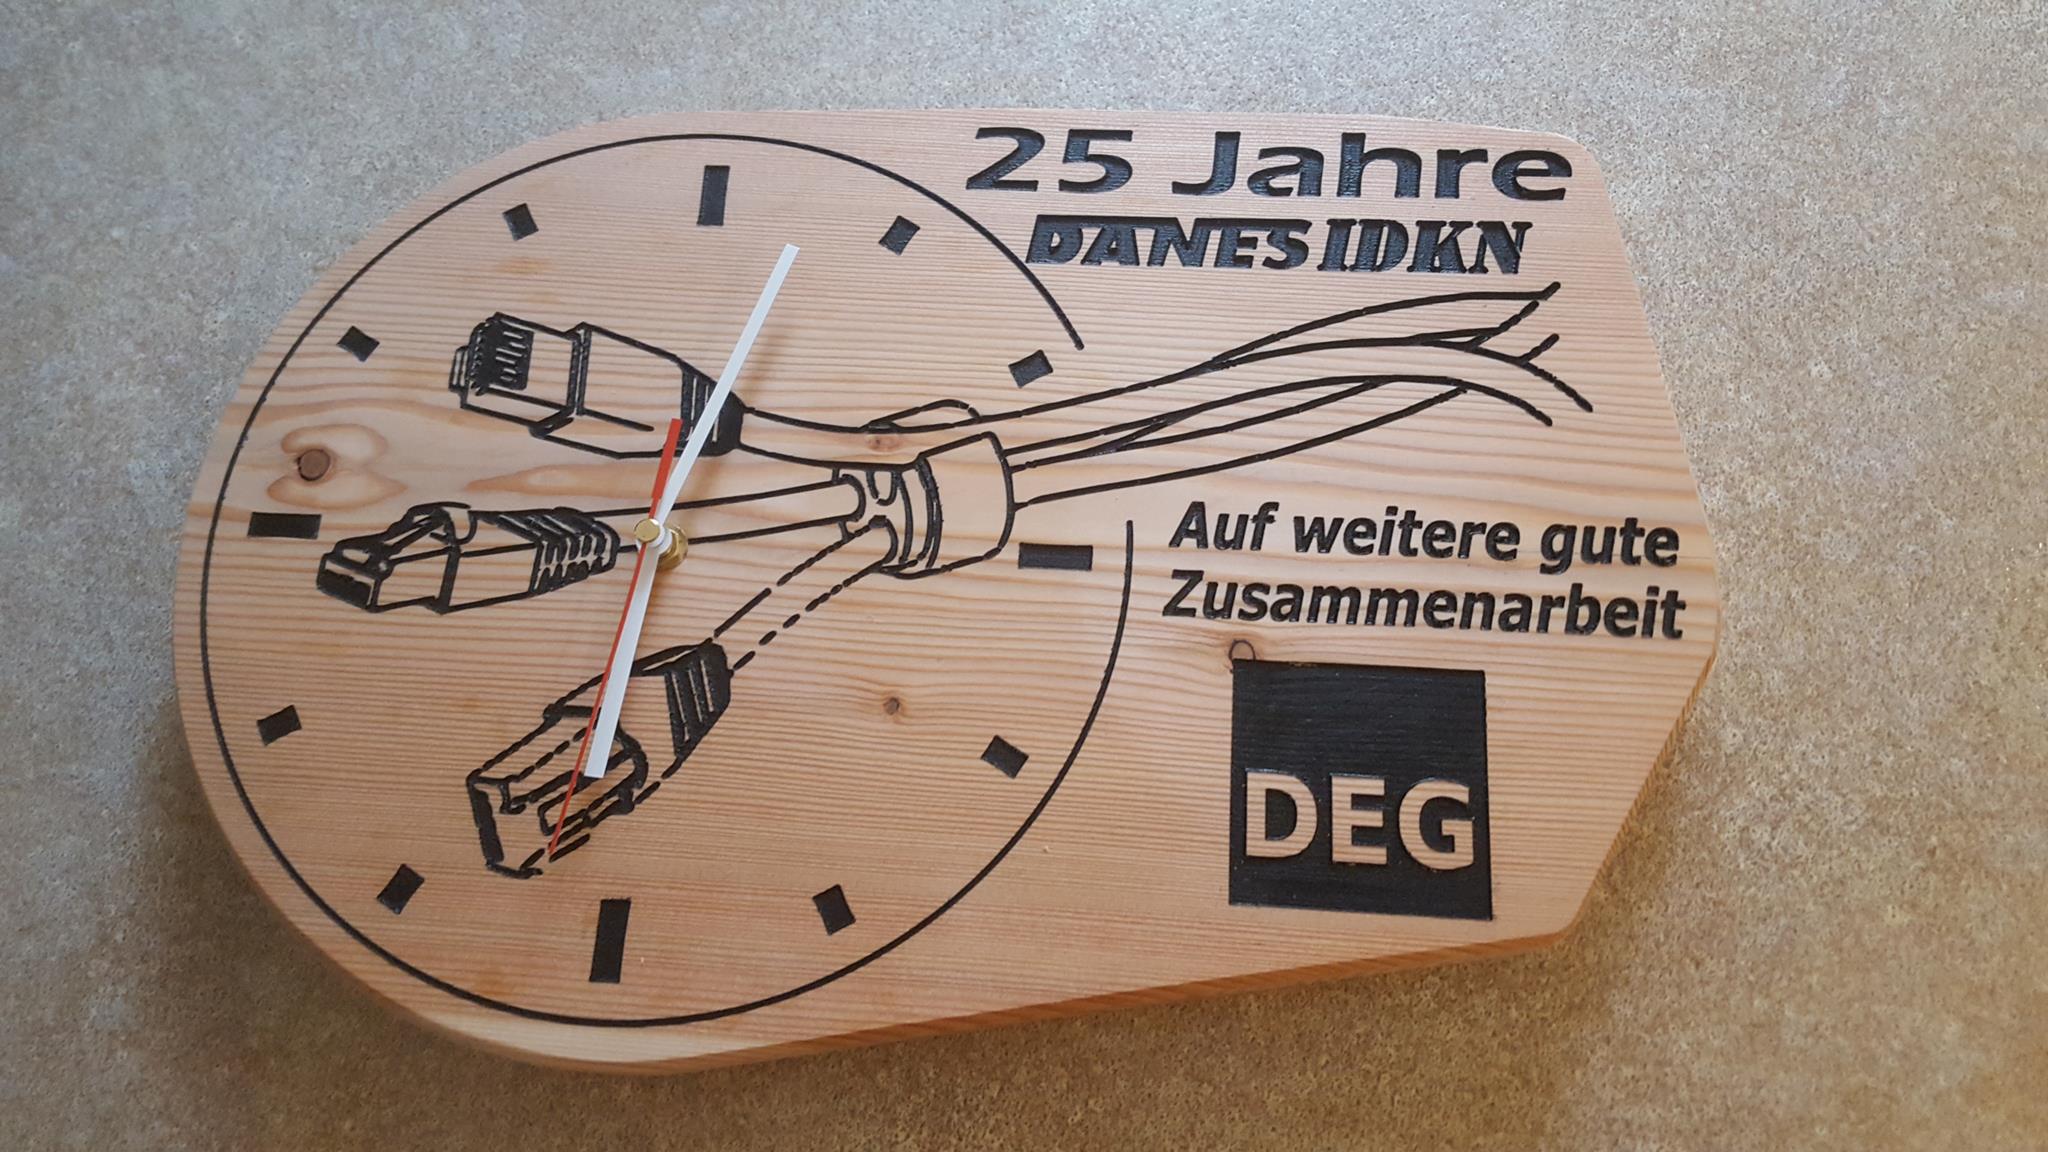 25 Jahre
DANES IDKN
Auf weitere gute
Zusammenarbeit
DEG